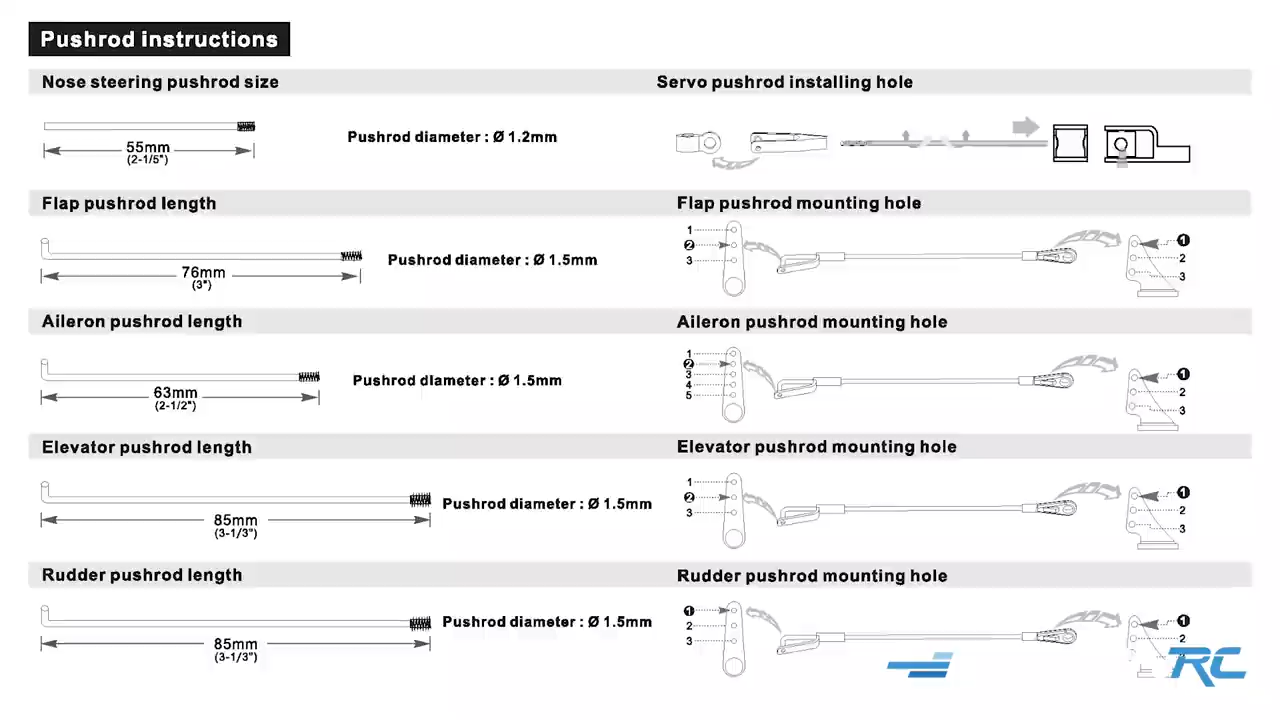 Pushrod instructions
Nose steering pushrod size
Servo pushrod installing hole
55mm
(2-1/5")
Pushrod diameter : Ø 1.2mm
Flap pushrod length
Flap pushrod mounting hole
76mm
(3")
Pushrod diameter : Ø 1.5mm
1
2
3
1
2
3
Aileron pushrod length
Aileron pushrod mounting hole
63mm
(2-1/2")
Pushrod diameter : Ø 1.5mm
1
2
3
4
5
1
2
3
Elevator pushrod length
Elevator pushrod mounting hole
85mm
(3-1/3")
Pushrod diameter : Ø 1.5mm
1
2
3
1
2
3
Rudder pushrod length
Rudder pushrod mounting hole
85mm
(3-1/3")
Pushrod diameter : Ø 1.5mm
1
2
3
1
2
RC